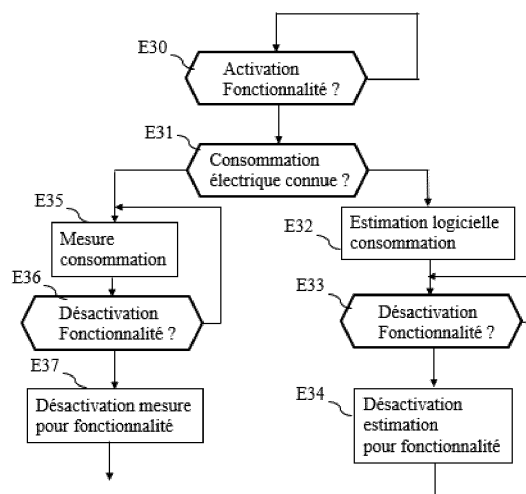 E30
Activation
Fonctionnalité ?
E31
Consommation
électrique connue ?
E35
Mesure
consommation
E32
Estimation logicielle
consommation
E36
Désactivation
Fonctionnalité ?
E33
Désactivation
Fonctionnalité ?
E37
Désactivation mesure
pour fonctionnalité
E34
Désactivation
estimation
pour fonctionnalité